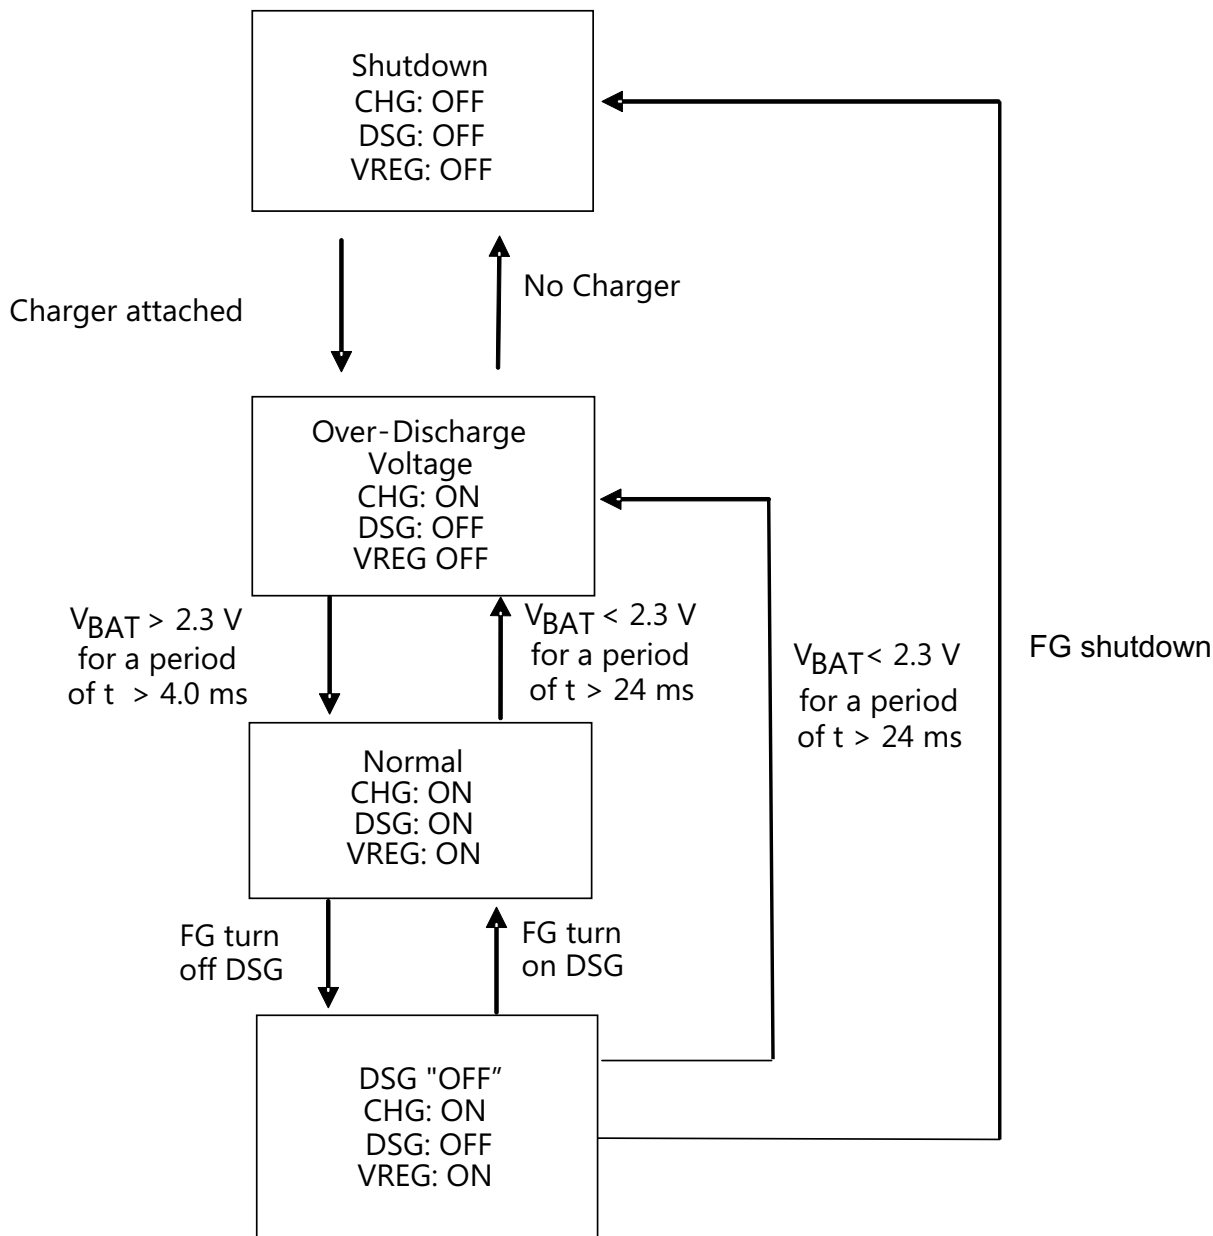 Shutdown
CHG: OFF
DSG: OFF
VREG: OFF
Charger attached
No Charger
Over-Discharge
Voltage
CHG: ON
DSG: OFF
VREG OFF
VBAT > 2.3 V
for a period
of t  > 4.0 ms
VBAT < 2.3 V
for a period
of t > 24 ms
VBAT < 2.3 V
for a period
of t > 24 ms
FG shutdown
Normal
CHG: ON
DSG: ON
VREG: ON
FG turn
off DSG
FG turn
on DSG
DSG "OFF”
CHG: ON
DSG: OFF
VREG: ON